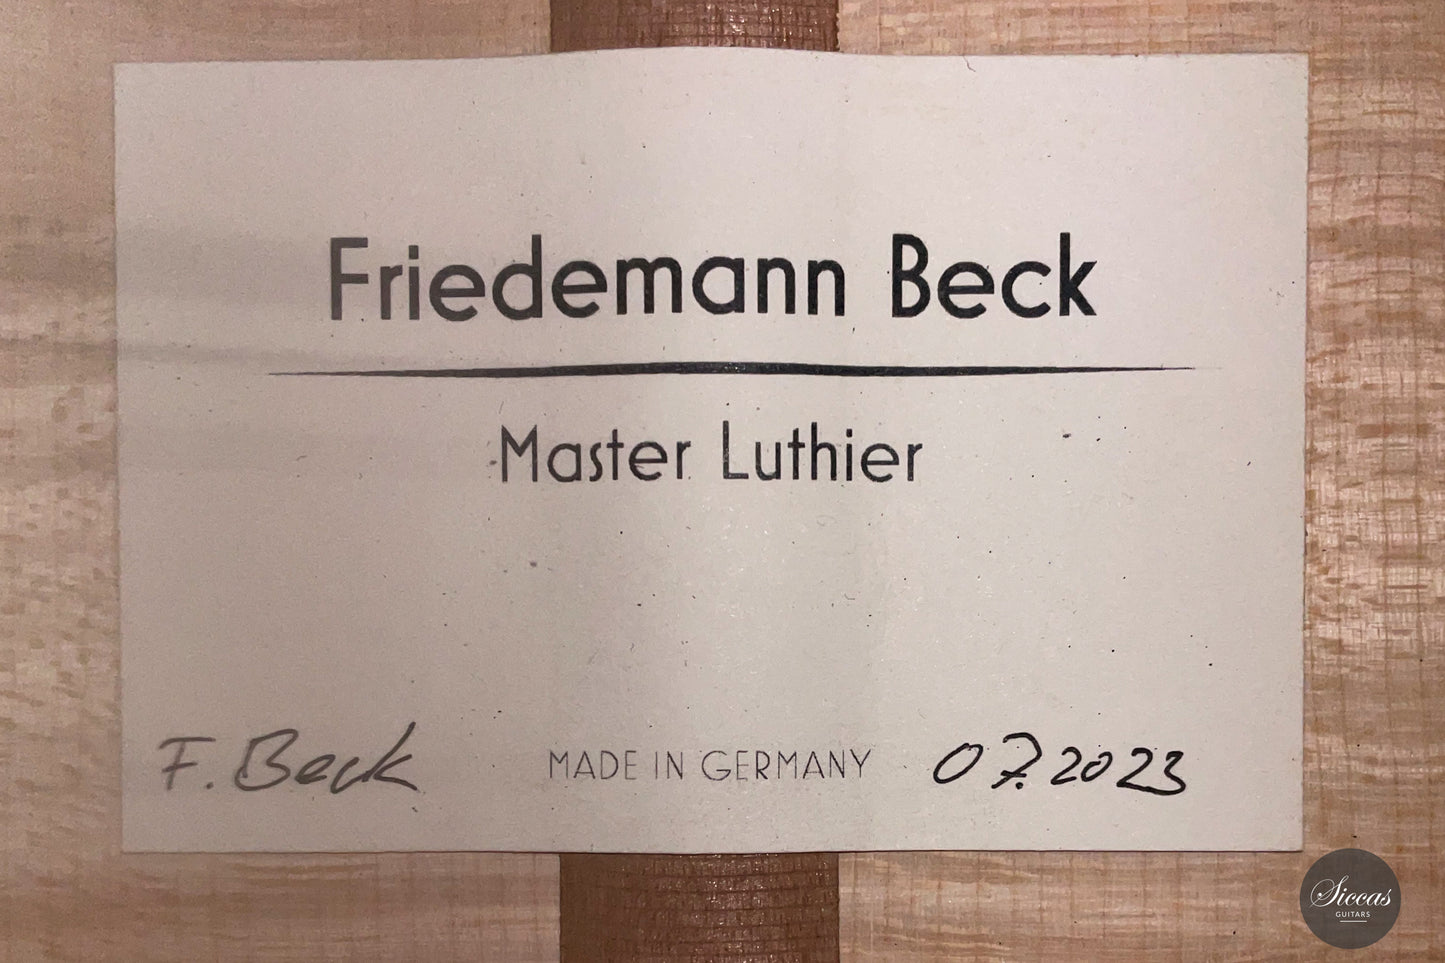 Friedemann Beck
Master Luthier
F. Beck MADE IN GERMANY 07.2023
Siccas
GUITARS